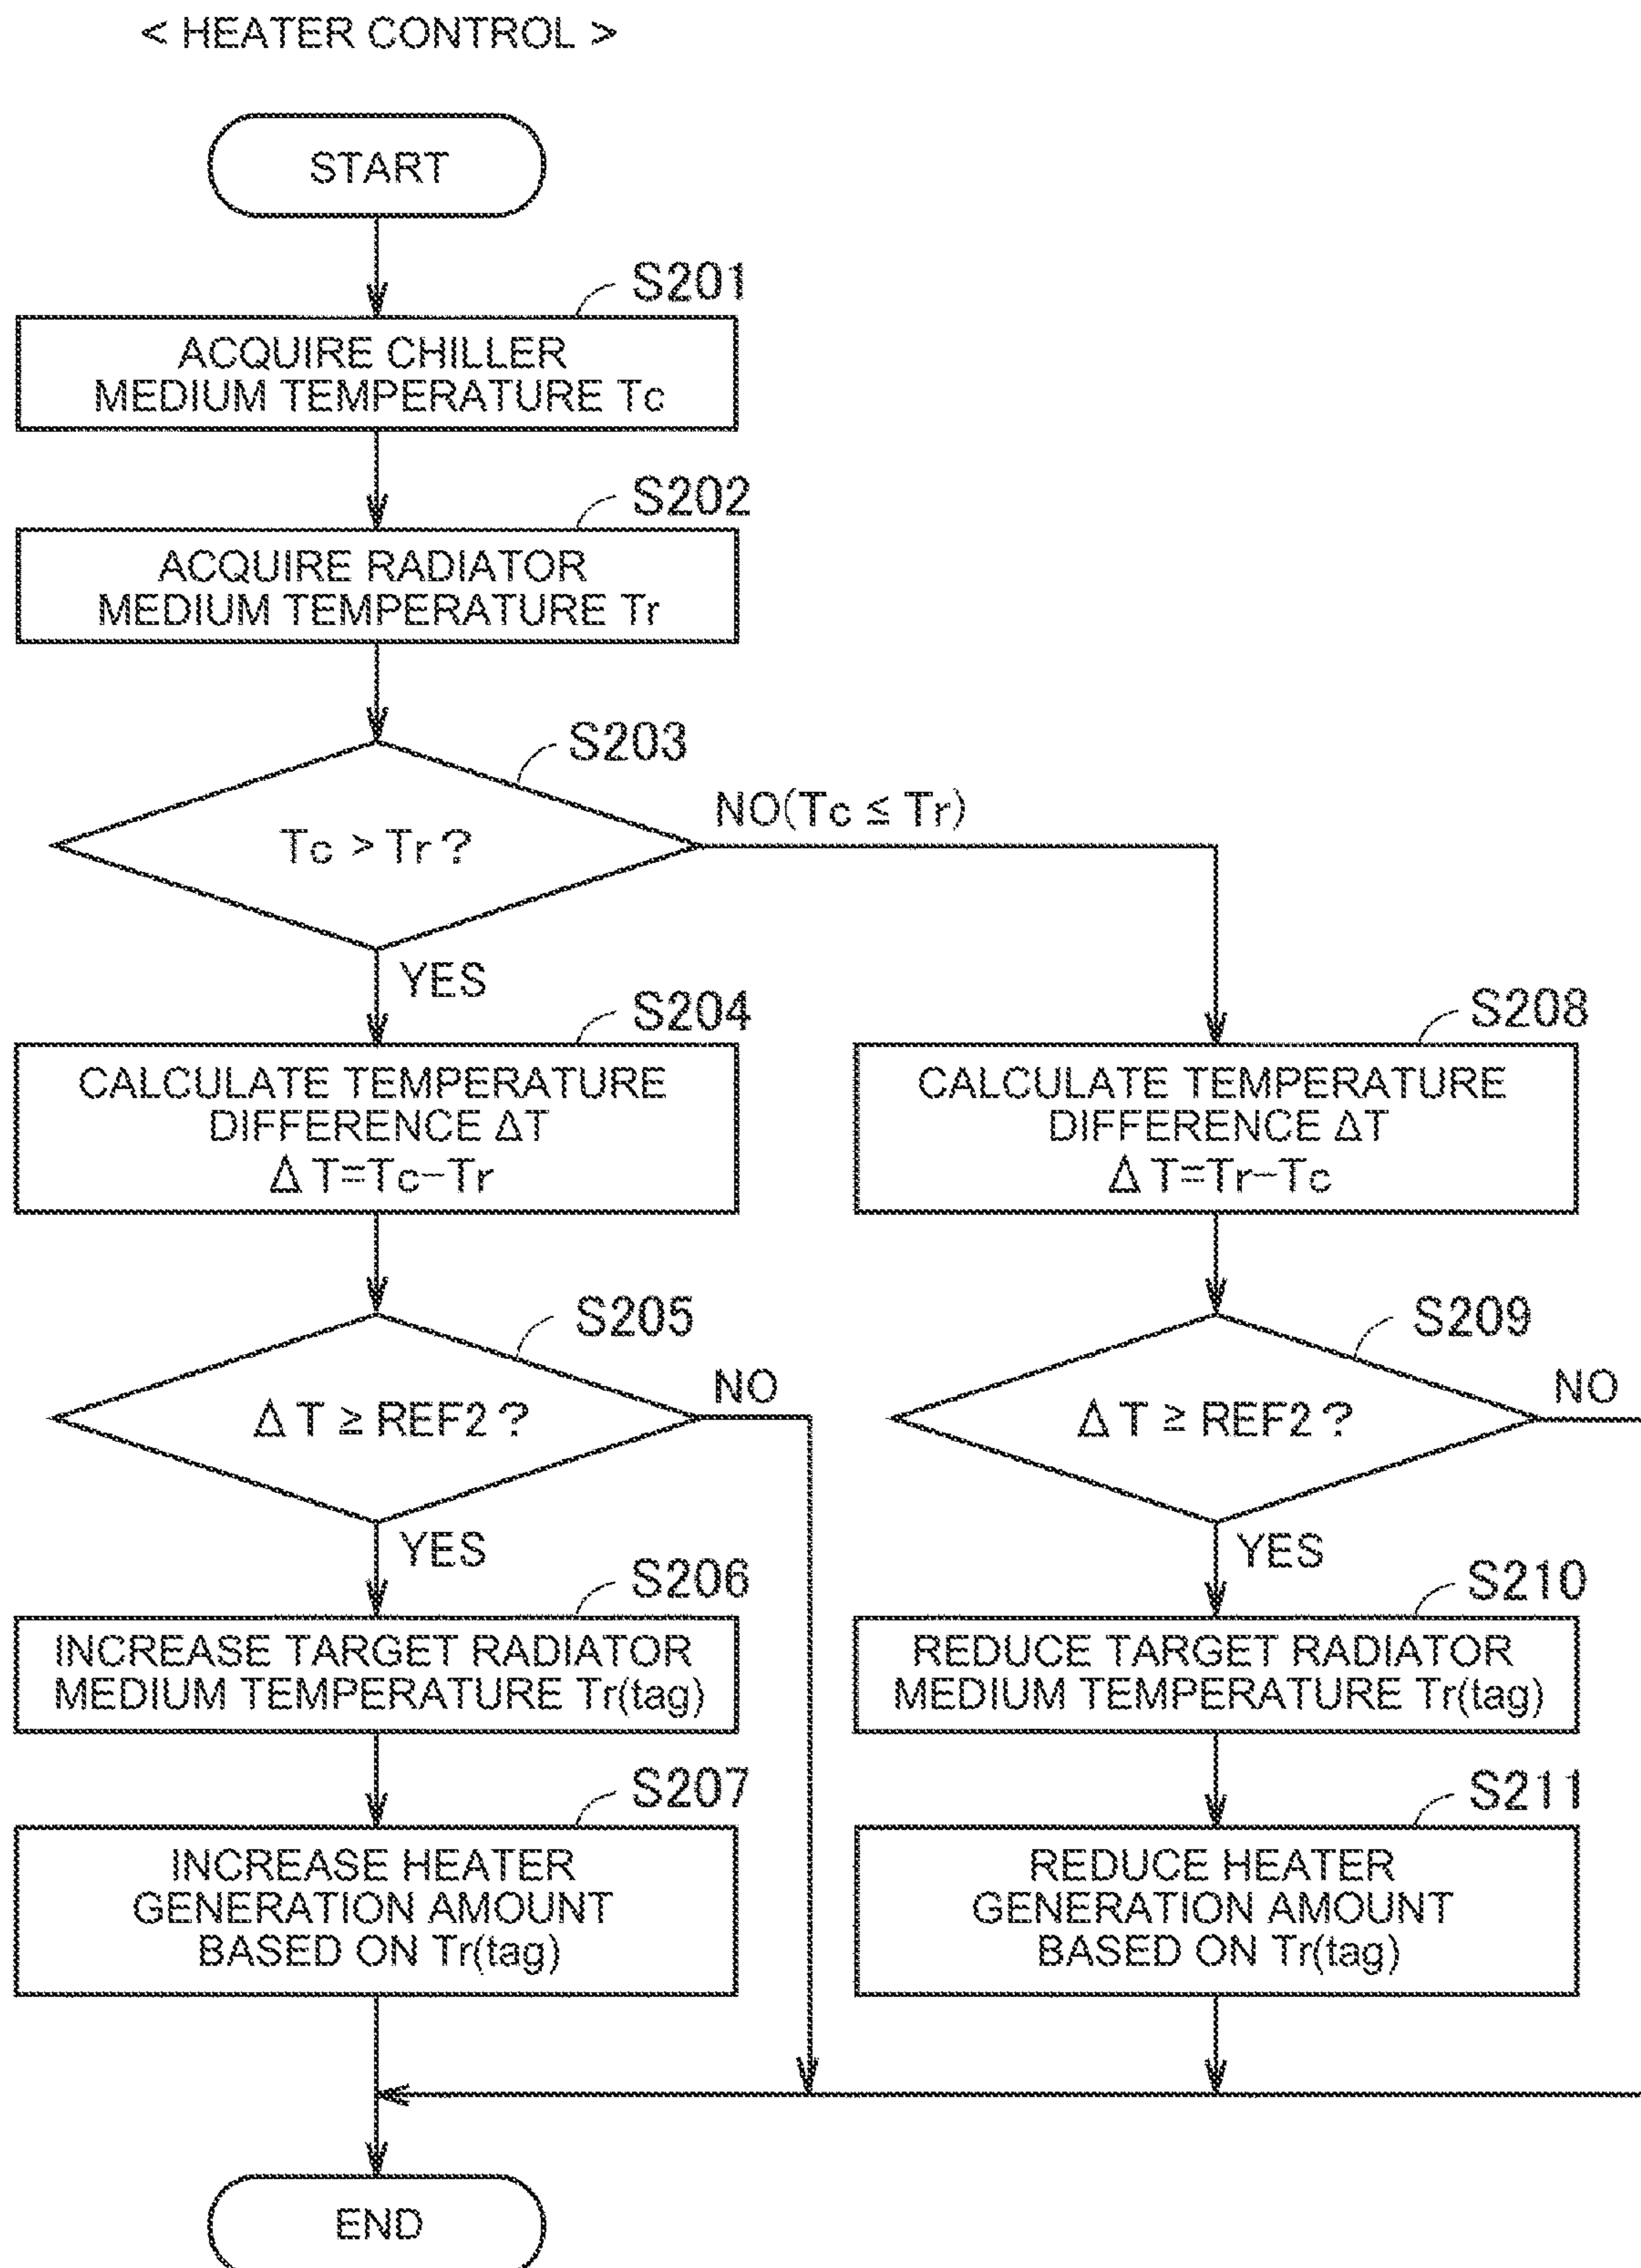 < HEATER CONTROL >
START
S201
ACQUIRE CHILLER
MEDIUM TEMPERATURE Tc
S202
ACQUIRE RADIATOR
MEDIUM TEMPERATURE Tr
S203
Tc > Tr ?
NO(Tc ≦ Tr)
YES
S204
CALCULATE TEMPERATURE
DIFFERENCE ΔT
Δ T=Tc−Tr
S208
CALCULATE TEMPERATURE
DIFFERENCE ΔT
Δ T=Tr−Tc
S205
Δ T ≥ REF2 ?
NO
YES
S209
Δ T ≥ REF2 ?
NO
YES
S206
INCREASE TARGET RADIATOR
MEDIUM TEMPERATURE Tr(tag)
S210
REDUCE TARGET RADIATOR
MEDIUM TEMPERATURE Tr(tag)
S207
INCREASE HEATER
GENERATION AMOUNT
BASED ON Tr(tag)
S211
REDUCE HEATER
GENERATION AMOUNT
BASED ON Tr(tag)
END